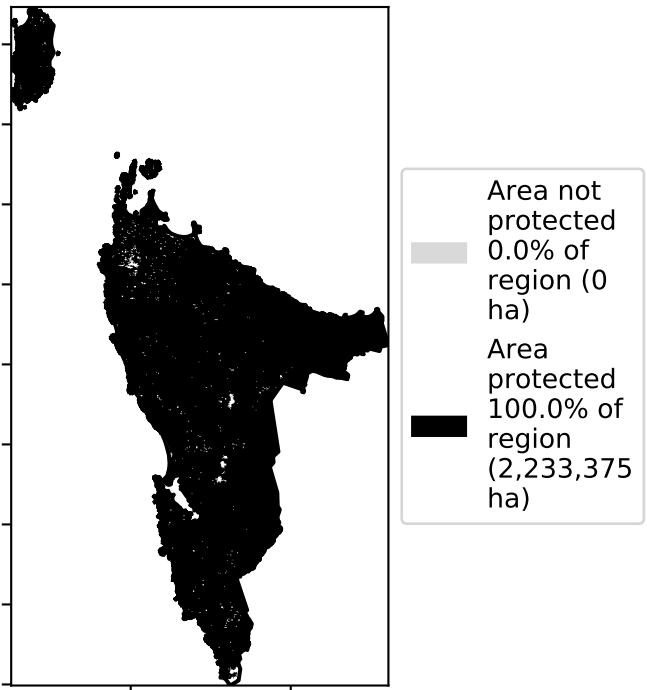 Area not
protected
0.0% of
region (0
ha)
Area
protected
100.0% of
region
(2,233,375
ha)